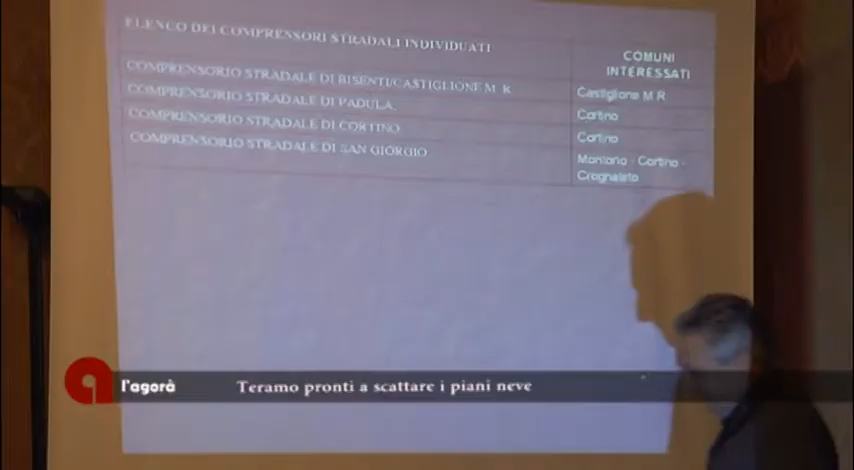 ELENCO DEI COMPRENSORI STRADALI INDIVIDUATI
COMUNI
INTERESSATI
COMPRENSORIO STRADALE DI BISENTI/CASTIGLIONE M R
Castiglione M R
COMPRENSORIO STRADALE DI PADULA,
Cortino
COMPRENSORIO STRADALE DI CORTINO
Cortino
COMPRENSORIO STRADALE DI SAN GIORGIO
Montorio - Cortino -
Crognaleto
a l'agorà
Teramo pronti a scattare i piani neve